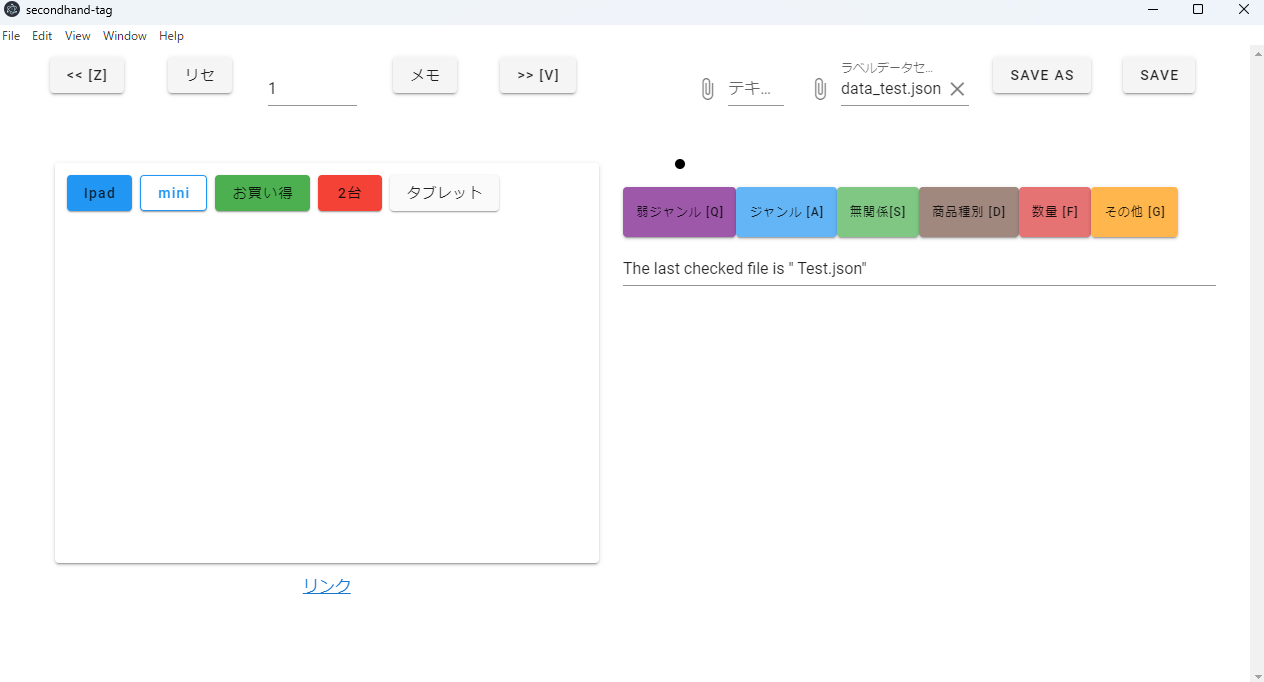 secondhand-tag
File Edit View Window Help
<< [Z] リセ 1 メモ >> [V] テキ... ラベルデータセ... data_test.json SAVE AS SAVE
Ipad mini お買い得 2台 タブレット
弱ジャンル [Q] ジャンル [A] 無関係[S] 商品種別 [D] 数量 [F] その他 [G]
The last checked file is " Test.json"
リンク